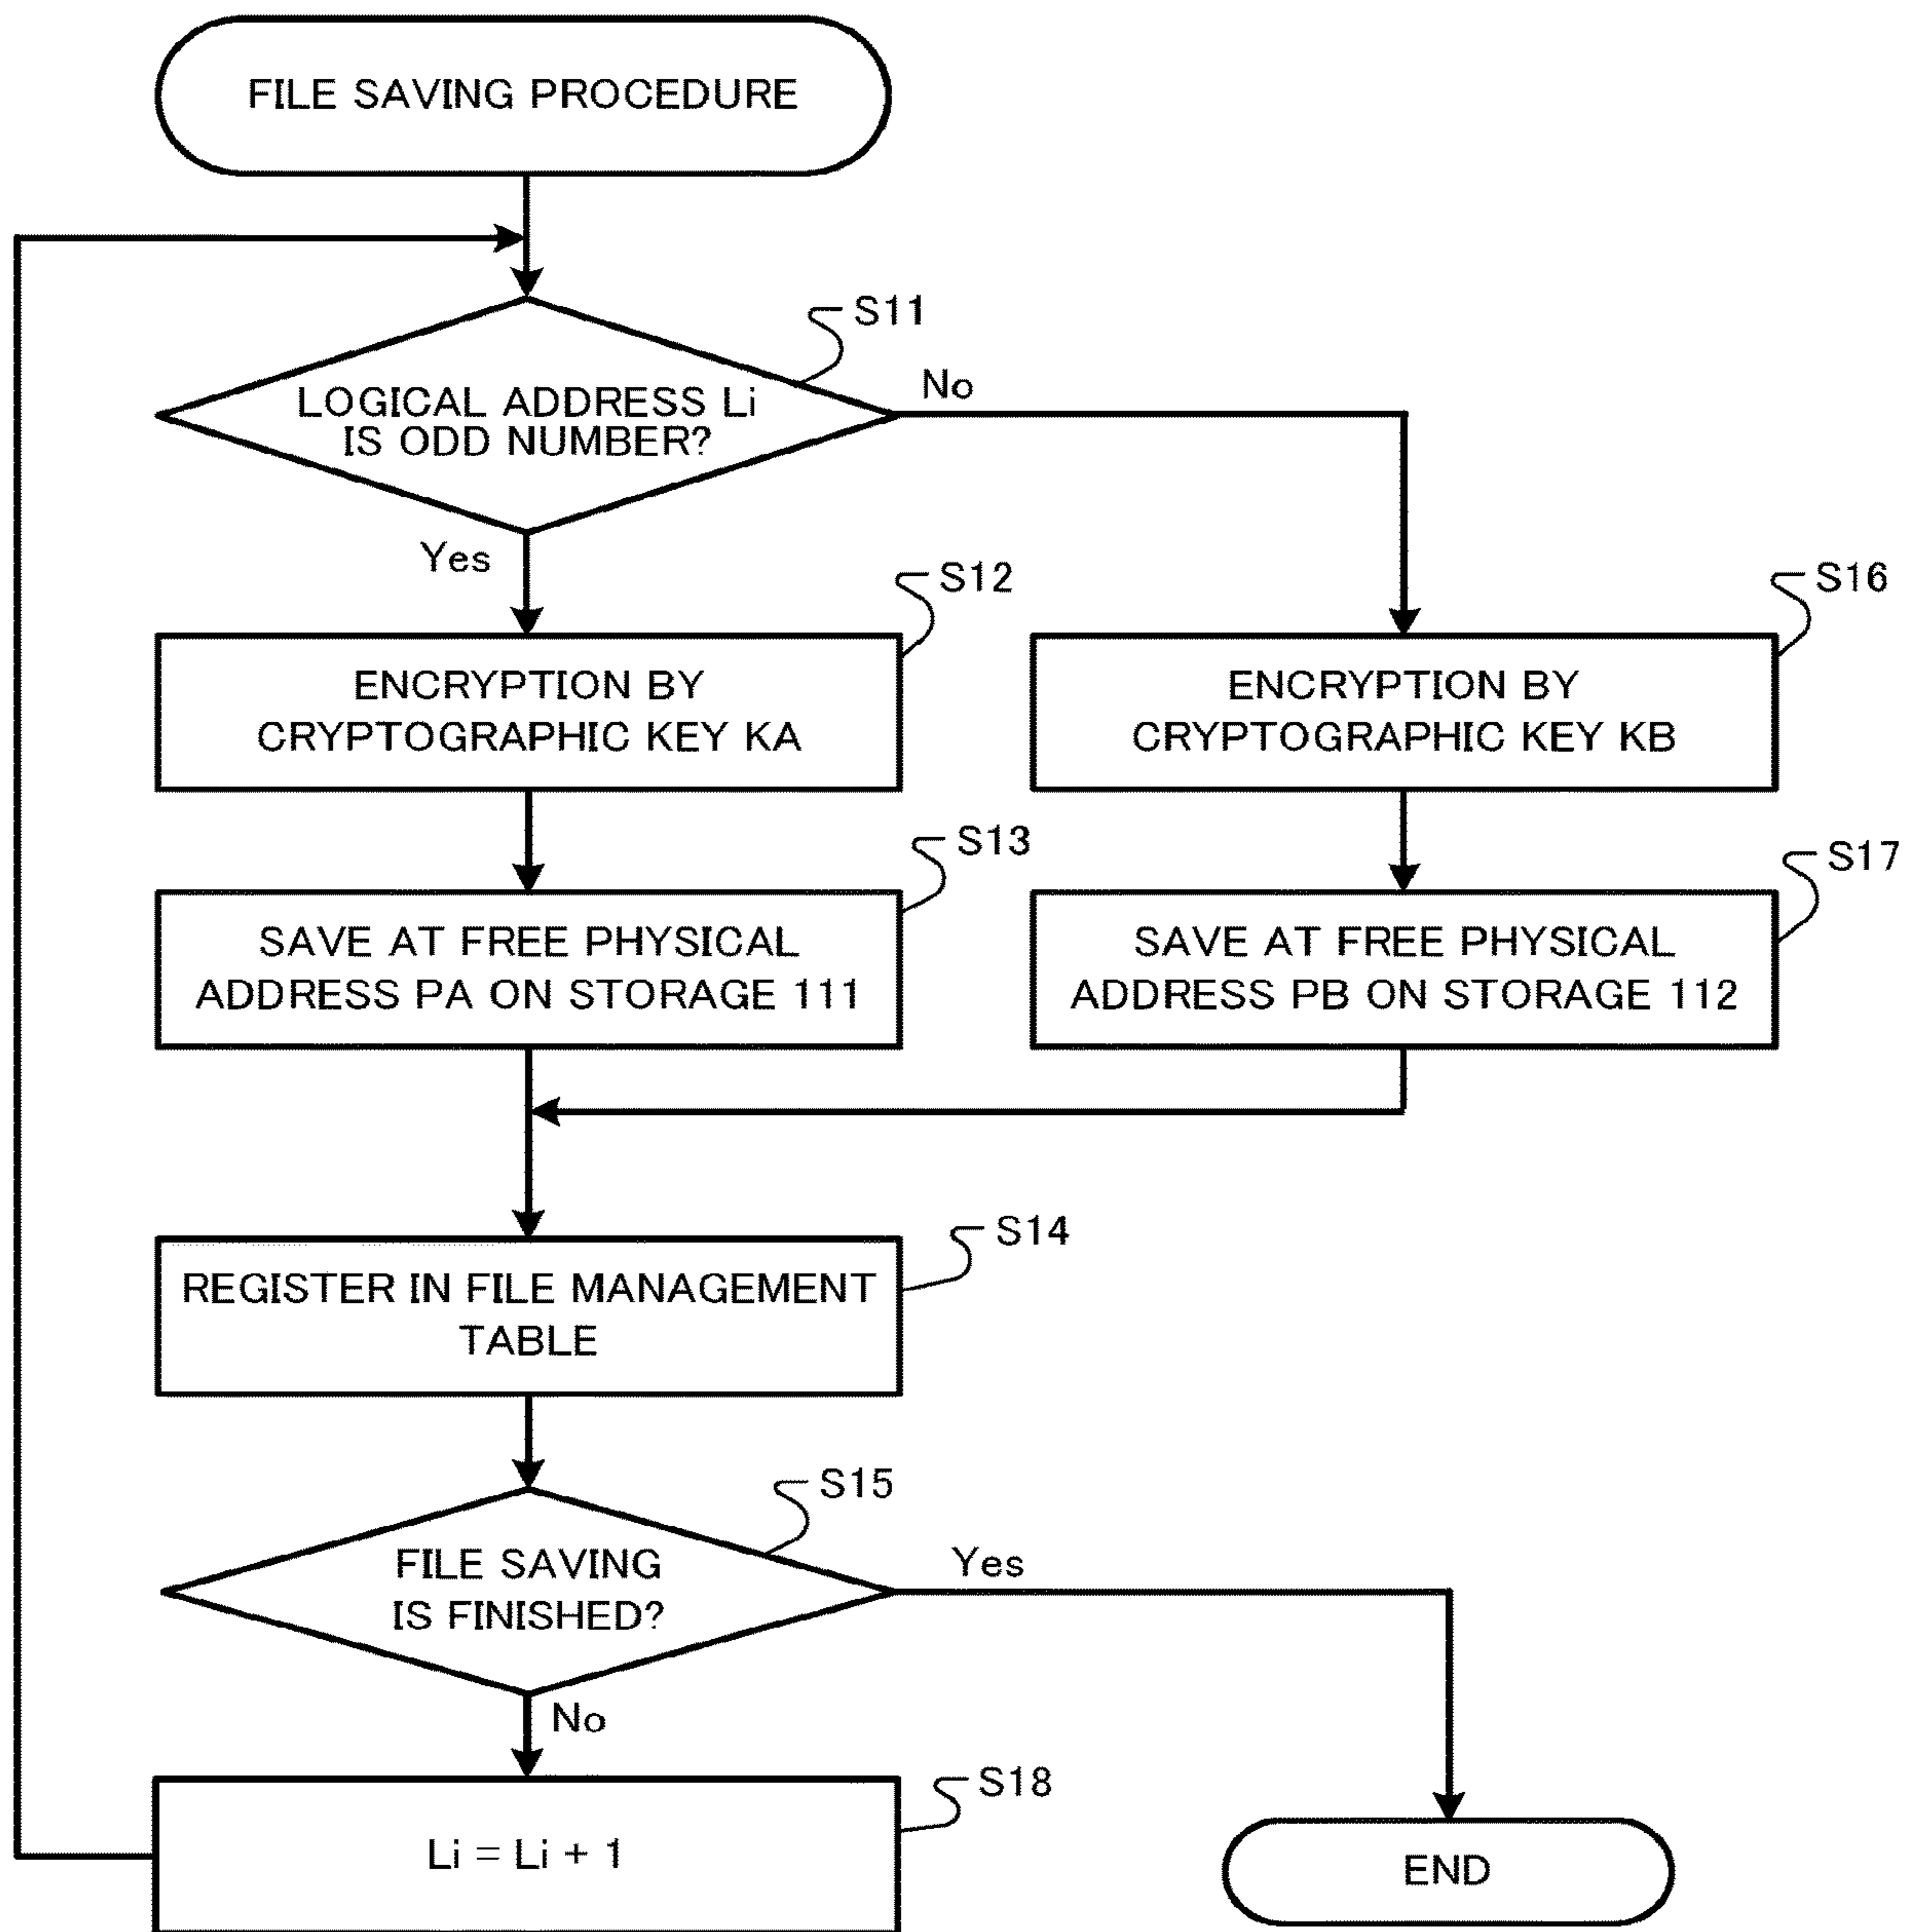 FILE SAVING PROCEDURE
S11
LOGICAL ADDRESS Li
IS ODD NUMBER?
No
Yes
S12
ENCRYPTION BY
CRYPTOGRAPHIC KEY KA
S16
ENCRYPTION BY
CRYPTOGRAPHIC KEY KB
S13
SAVE AT FREE PHYSICAL
ADDRESS PA ON STORAGE 111
S17
SAVE AT FREE PHYSICAL
ADDRESS PB ON STORAGE 112
S14
REGISTER IN FILE MANAGEMENT
TABLE
S15
FILE SAVING
IS FINISHED?
Yes
No
S18
Li = Li + 1
END